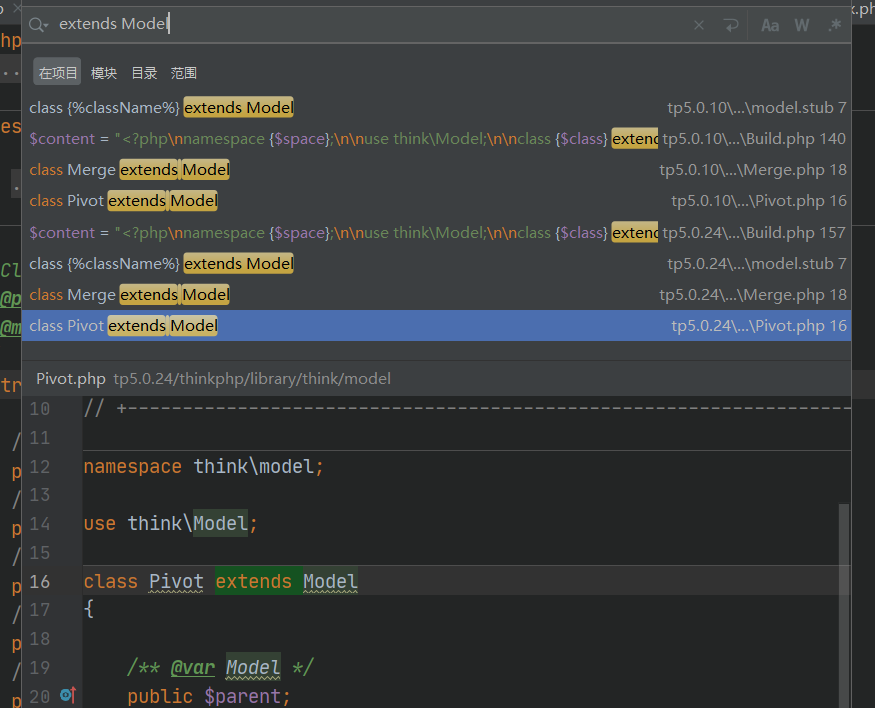 extends Model
Aa W .*
在项目 模块 目录 范围
class {%className%} extends Model tp5.0.10\...\model.stub 7
$content = "<?php\nnamespace {$space};\n\nuse think\Model;\n\nclass {$class} extend tp5.0.10\...\Build.php 140
class Merge extends Model tp5.0.10\...\Merge.php 18
class Pivot extends Model tp5.0.10\...\Pivot.php 16
$content = "<?php\nnamespace {$space};\n\nuse think\Model;\n\nclass {$class} extend tp5.0.24\...\Build.php 157
class {%className%} extends Model tp5.0.24\...\model.stub 7
class Merge extends Model tp5.0.24\...\Merge.php 18
class Pivot extends Model tp5.0.24\...\Pivot.php 16
Pivot.php tp5.0.24/thinkphp/library/think/model
10 // +----------------------------------------------------------------------
11
12 namespace think\model;
13
14 use think\Model;
15
16 class Pivot extends Model
17 {
18
19 /** @var Model */
20 public $parent;